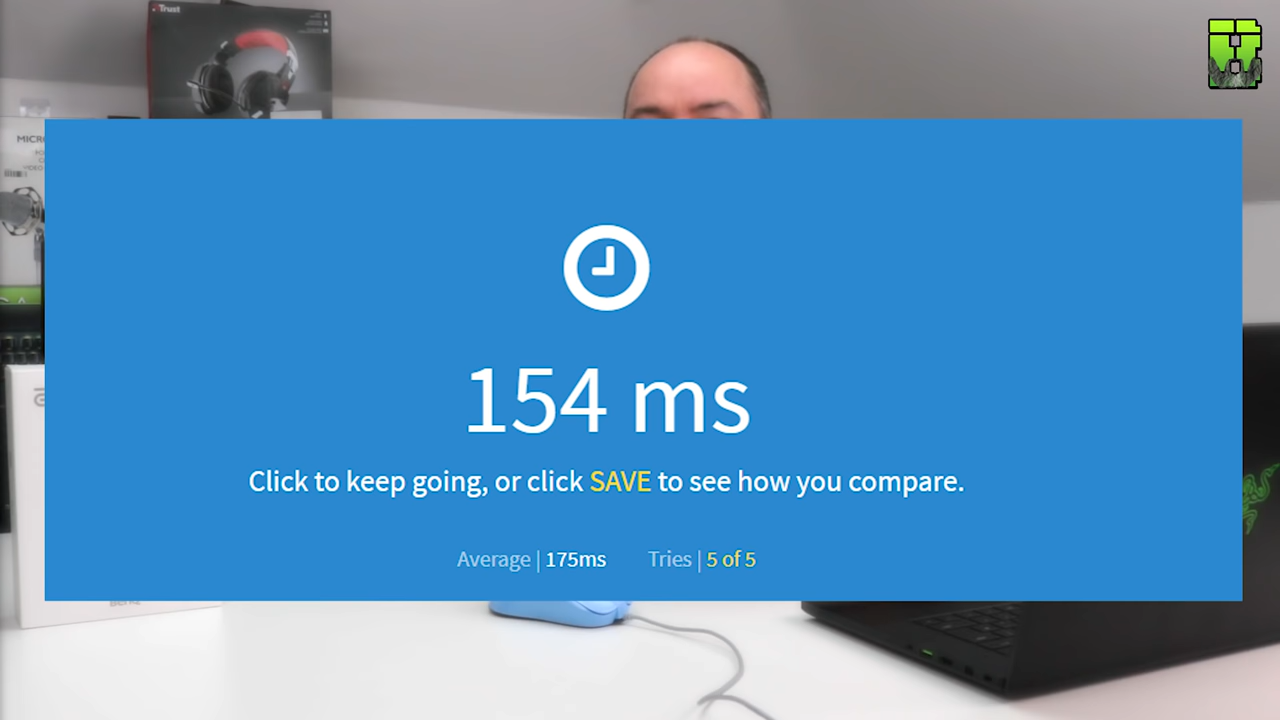 Trust
154 ms
Click to keep going, or click SAVE to see how you compare.
Average | 175ms Tries | 5 of 5